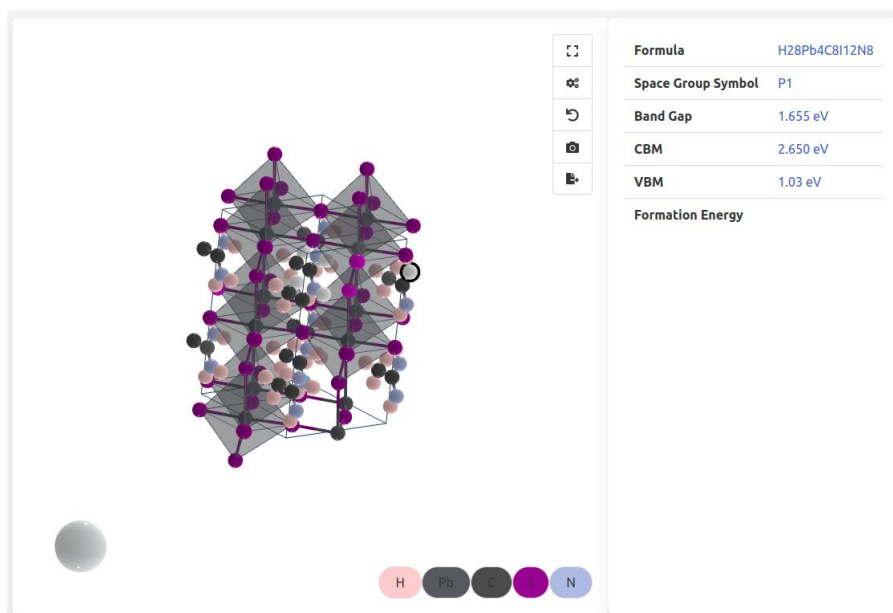 Formula H28Pb4C8I12N8
Space Group Symbol P1
Band Gap 1.655 eV
CBM 2.650 eV
VBM 1.03 eV
Formation Energy
H Pb C I N